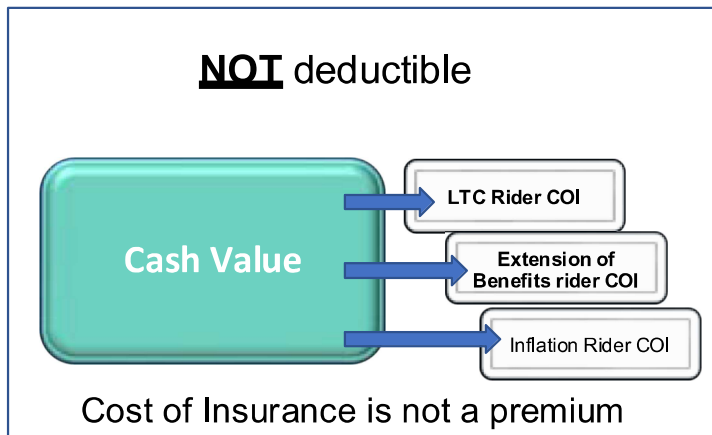 NOT deductible
Cash Value
LTC Rider COI
Extension of
Benefits rider COI
Inflation Rider COI
Cost of Insurance is not a premium